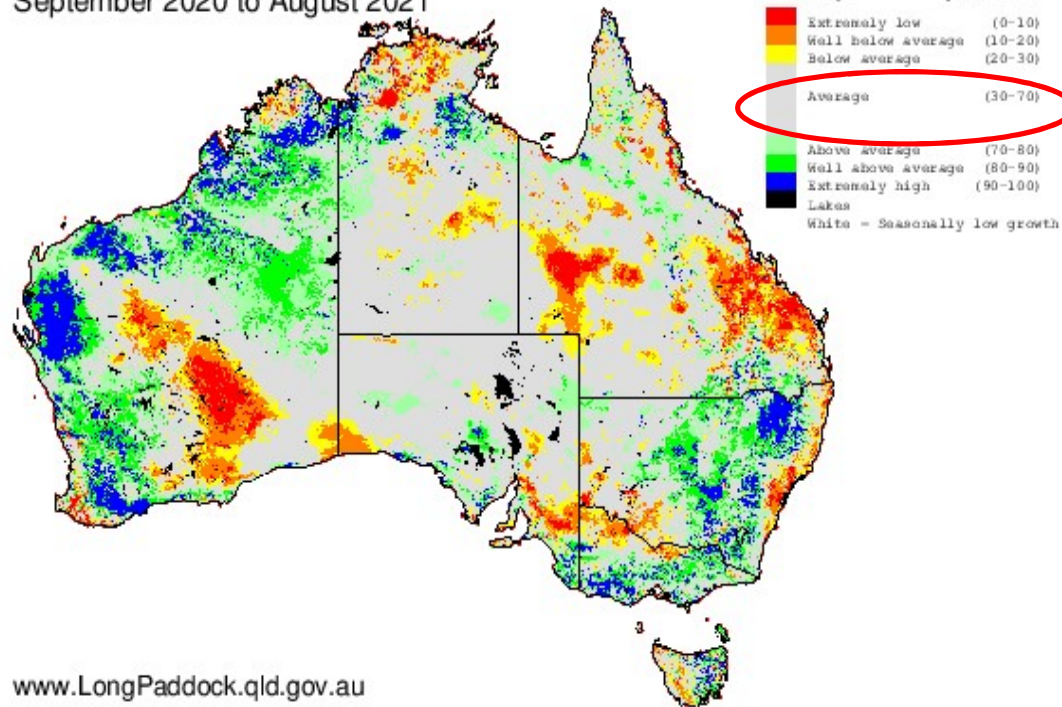 September 2020 to August 2021
Extremely low (0-10)
Well below average (10-20)
Below average (20-30)
Average (30-70)
Above average (70-80)
Well above average (80-90)
Extremely high (90-100)
Lakes
White - Seasonally low growth
www.LongPaddock.qld.gov.au